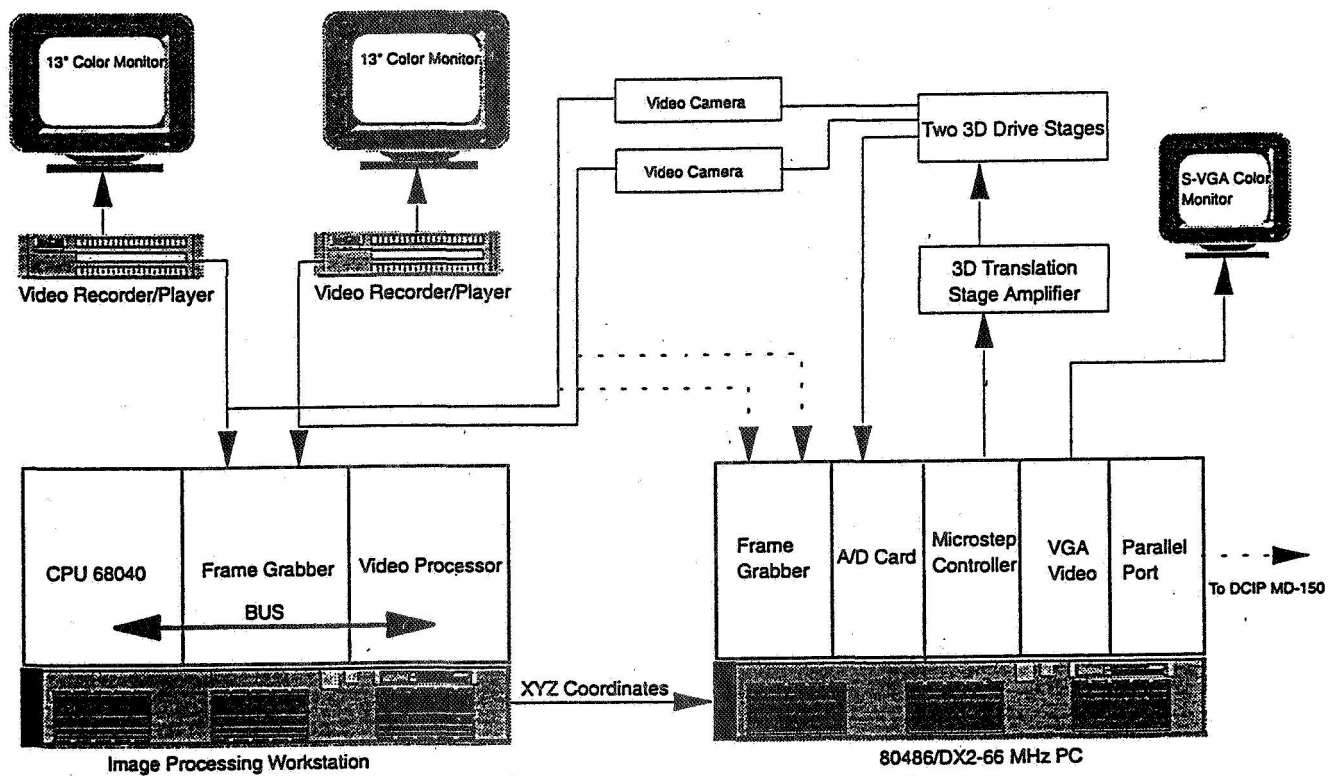 13" Color Monitor
13" Color Monitor
Video Camera
Two 3D Drive Stages
Video Camera
S-VGA Color
Monitor
Video Recorder/Player
Video Recorder/Player
3D Translation
Stage Amplifier
CPU 68040
Frame Grabber
Video Processor
BUS
Frame
Grabber
A/D Card
Microstep
Controller
VGA
Video
Parallel
Port
To DCIP MD-150
XYZ Coordinates
Image Processing Workstation
80486/DX2-66 MHz PC